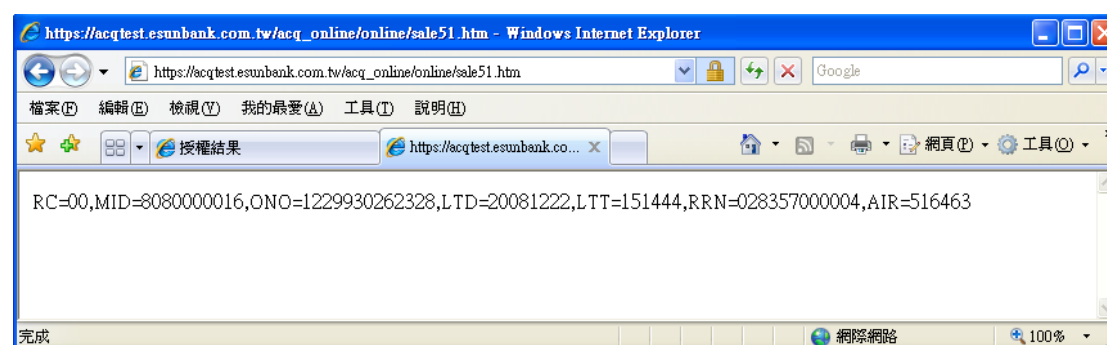 https://acqtest.esunbank.com.tw/acq_online/online/sale51.htm - Windows Internet Explorer
https://acqtest.esunbank.com.tw/acq_online/online/sale51.htm Google
檔案(F) 編輯(E) 檢視(V) 我的最愛(A) 工具(T) 說明(H)
授權結果 https://acqtest.esunbank.co... 網頁(P) 工具(O)
RC=00,MID=8080000016,ONO=1229930262328,LTD=20081222,LTT=151444,RRN=028357000004,AIR=516463
完成 網際網路 100%